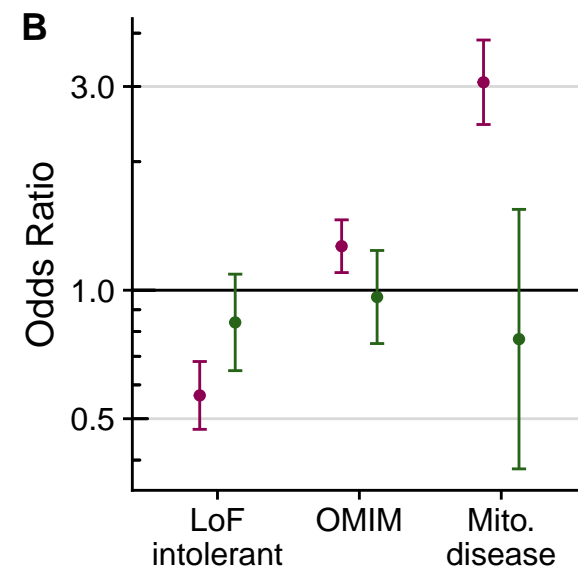 B
Odds Ratio
3.0
1.0
0.5
LoF
intolerant
OMIM
Mito.
disease